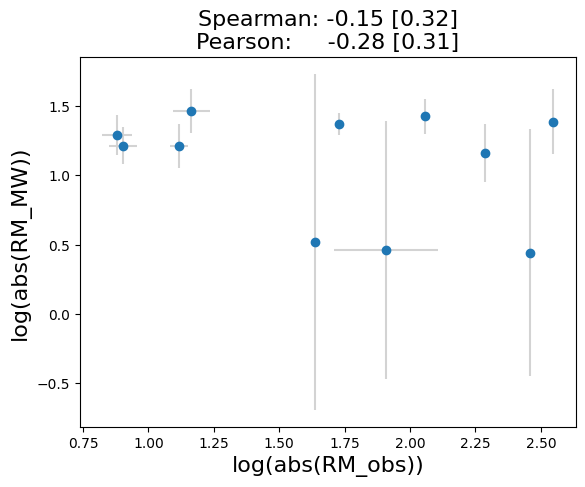 Spearman: -0.15 [0.32]
Pearson: -0.28 [0.31]
log(abs(RM_MW))
1.5
1.0
0.5
0.0
−0.5
0.75 1.00 1.25 1.50 1.75 2.00 2.25 2.50
log(abs(RM_obs))